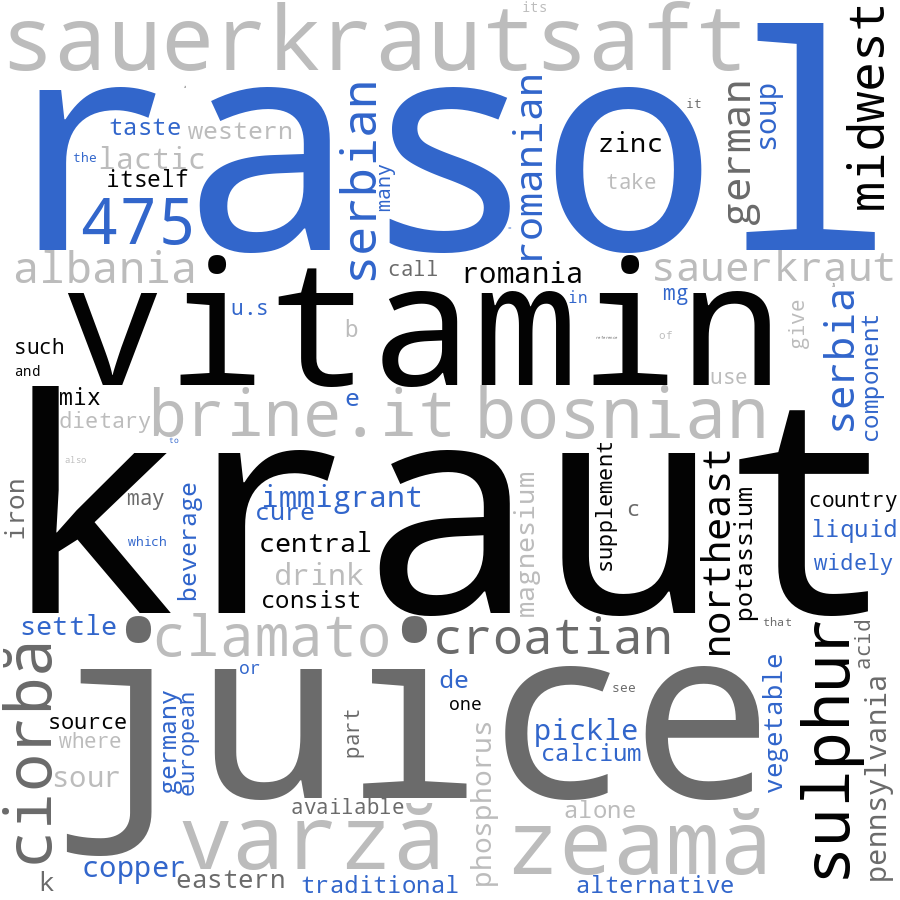 its
sauerkrautsaft
midwest
rasol
taste
western
the
lactic
itself
475
serbian
many
romanian
zinc
take
it
german
soup
albania
call
romania
sauerkraut
vitamin
u.s
b
in
mg
of
give
serbia
component
such
and
use
mix
dietary
brine.it
e
bosnian
to
kraut
also
iron
may
which
beverage
immigrant
cure
central
drink
consist
magnesium
supplement
c
northeast
potassium
country
liquid
widely
settle
clamato
croatian
that
acid
ciorbă
juice
or
de
one
see
source
where
sour
germany
european
part
pickle
calcium
vegetable
sulphur
pennsylvania
phosphorus
available
alone
varză
zeamă
copper
k
eastern
traditional
alternative